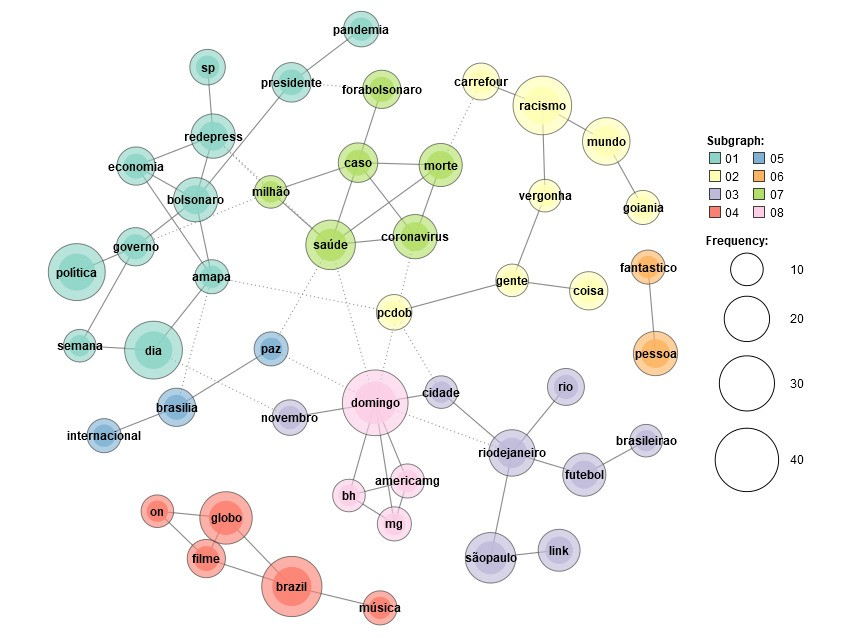 pandemia
sp
presidente
forabolsonaro
carrefour
racismo
redepress
mundo
economia
caso
morte
bolsonaro
milhão
vergonha
goiania
governo
saúde
coronavirus
política
amapa
gente
fantastico
coisa
pcdob
semana
dia
paz
pessoa
brasilia
domingo
cidade
rio
internacional
novembro
riodejaneiro
brasileirao
futebol
bh
americamg
mg
on
globo
filme
sãopaulo
link
brazil
música
Subgraph:
01 05
02 06
03 07
04 08
Frequency:
10
20
30
40